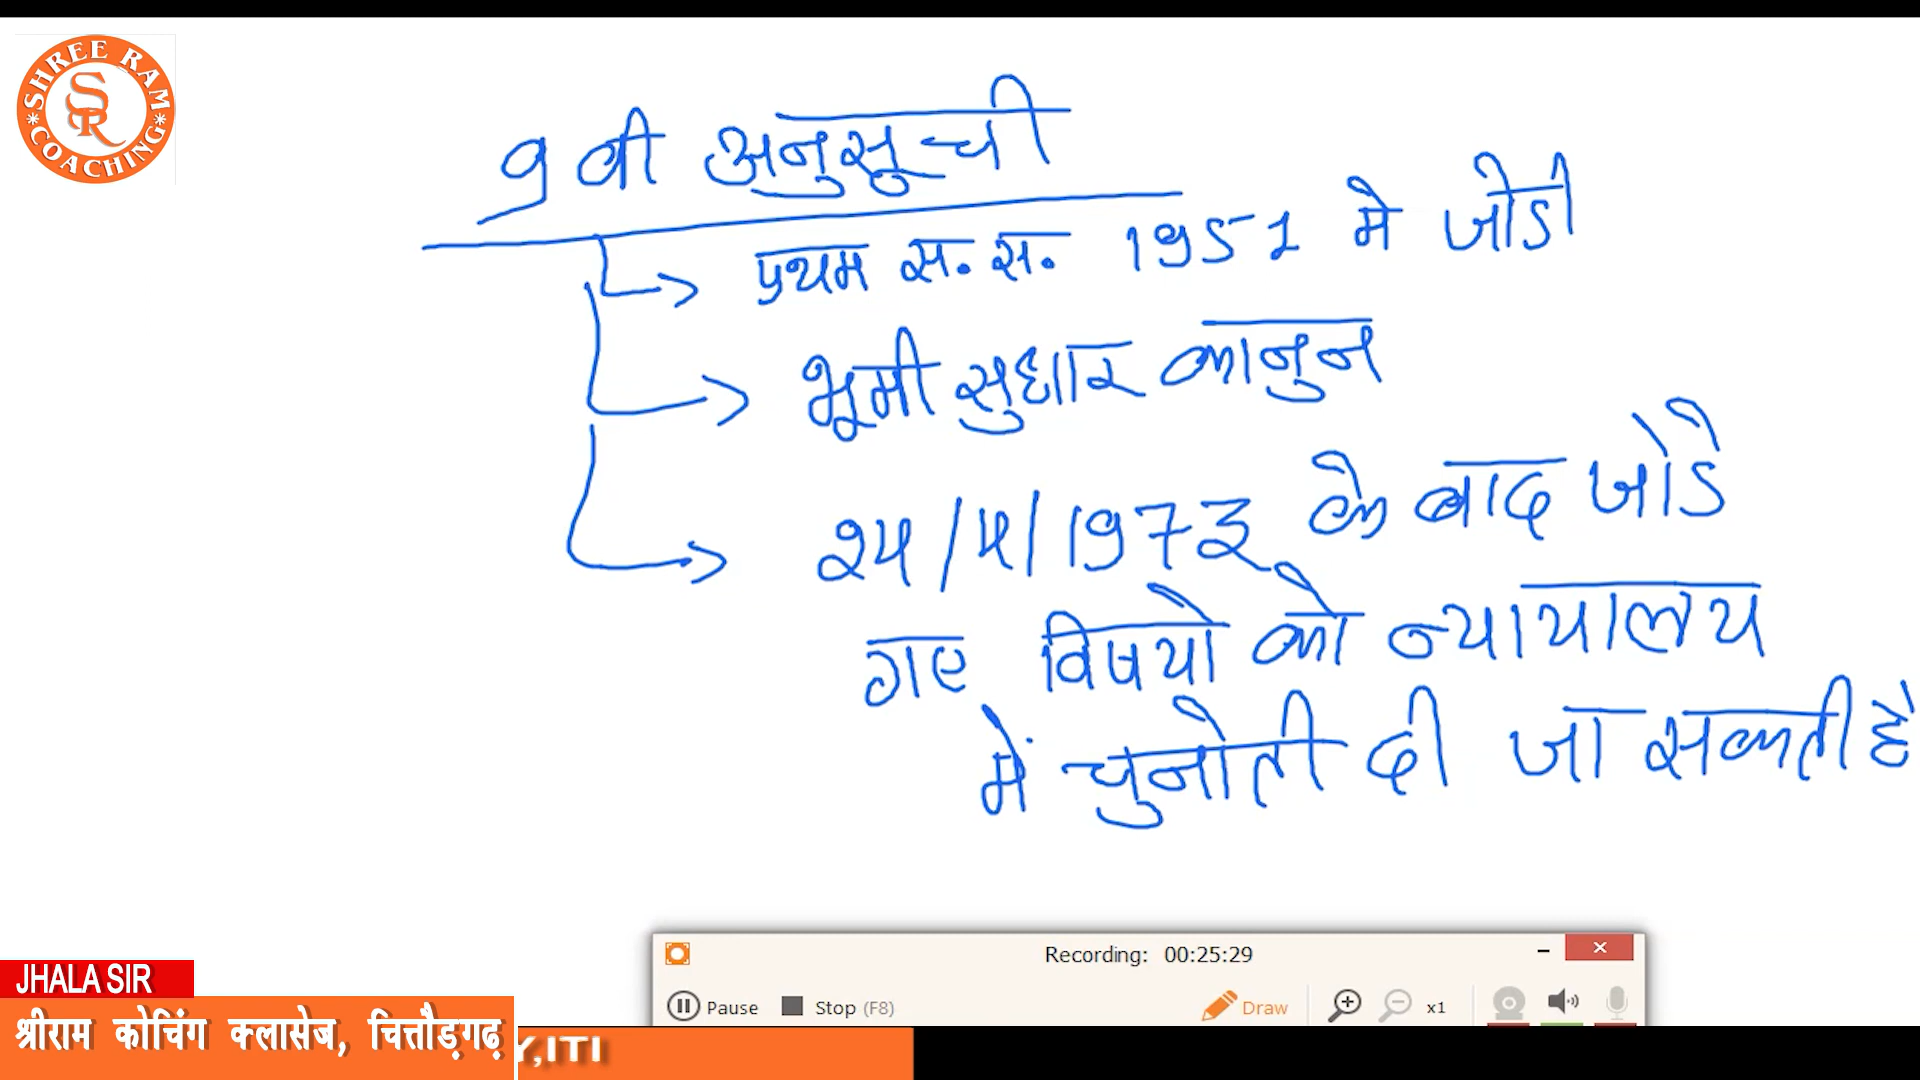 SHREE RAM
SR
COACHING
9 वी अनुसूची
प्रथम स. स. 1951 मे जोडी
भूमी सुधार कानुन
24/4/1973 के बाद जोडे
गए विषयो को न्यायालय
में चुनोती दी जा सकती है
Recording: 00:25:29
Pause Stop (F8) Draw x1
JHALA SIR
श्रीराम कोचिंग क्लासेज, चित्तौड़गढ़
Y,ITI